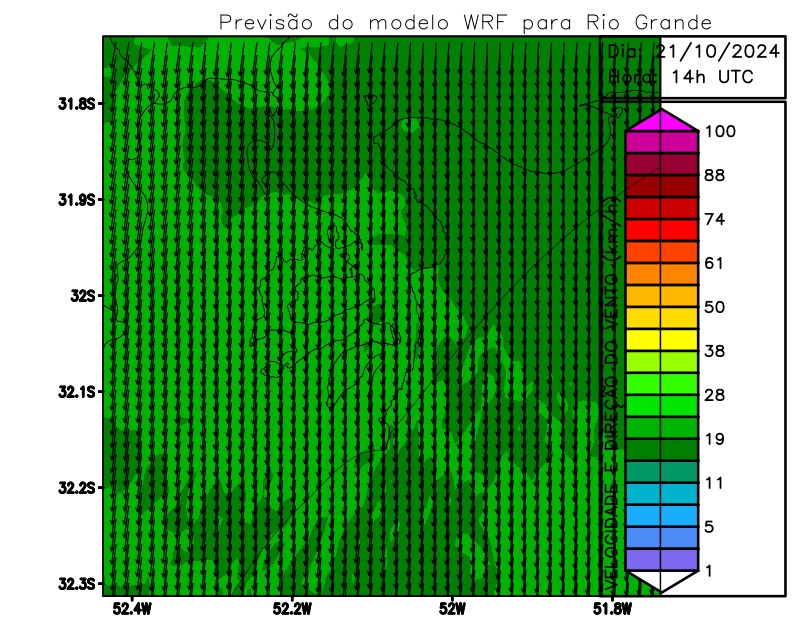 Previsão do modelo WRF para Rio Grande
Dia: 21/10/2024
Hora: 14h UTC
31.8S
31.9S
32S
32.1S
32.2S
32.3S
52.4W
52.2W
52W
51.8W
VELOCIDADE E DIREÇÃO DO VENTO (km/h)
100
88
74
61
50
38
28
19
11
5
1